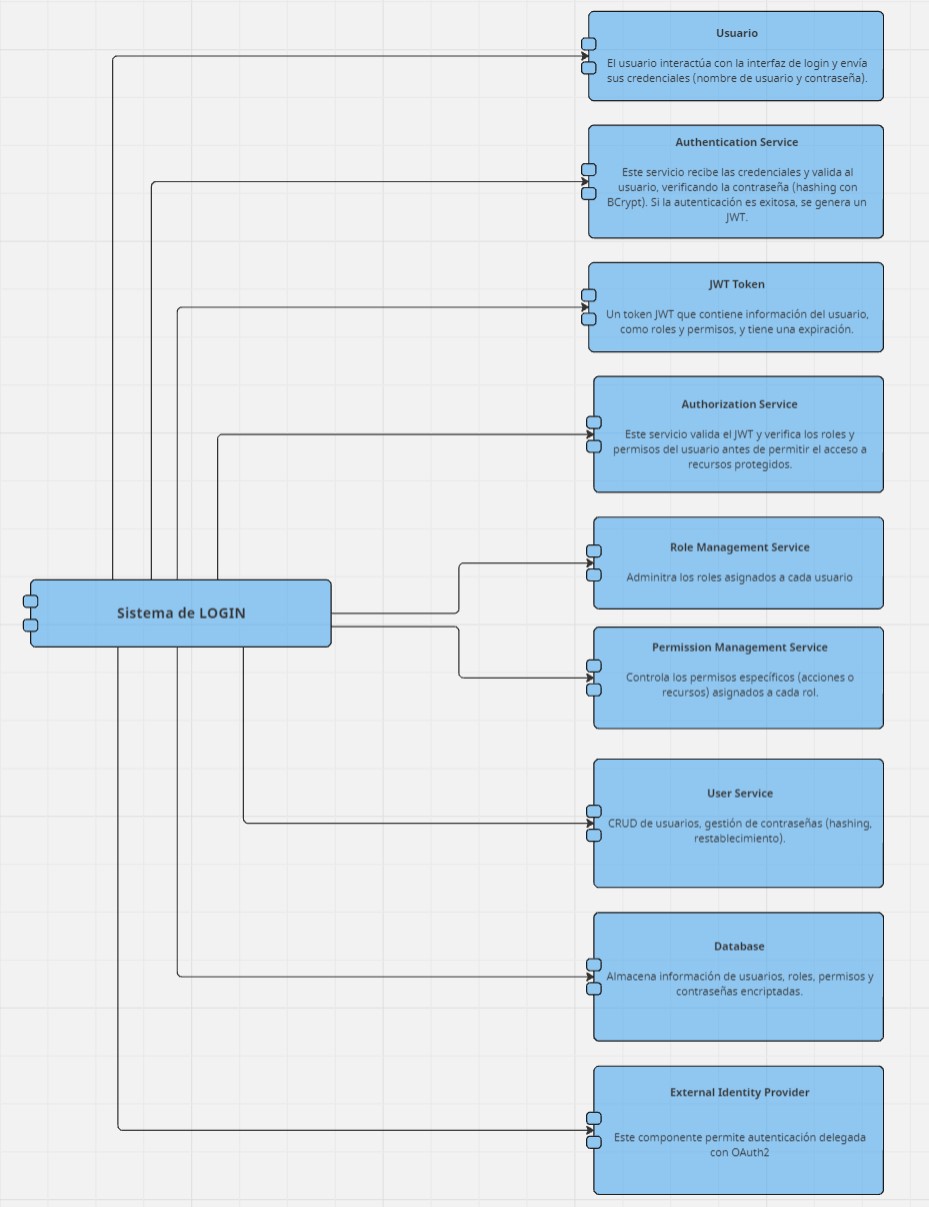 Usuario
El usuario interactúa con la interfaz de login y envía
sus credenciales (nombre de usuario y contraseña).
Authentication Service
Este servicio recibe las credenciales y valida al
usuario, verificando la contraseña (hashing con
BCrypt). Si la autenticación es exitosa, se genera un
JWT.
JWT Token
Un token JWT que contiene información del usuario,
como roles y permisos, y tiene una expiración.
Authorization Service
Este servicio valida el JWT y verifica los roles y
permisos del usuario antes de permitir el acceso a
recursos protegidos.
Role Management Service
Adminitra los roles asignados a cada usuario
Sistema de LOGIN
Permission Management Service
Controla los permisos específicos (acciones o
recursos) asignados a cada rol.
User Service
CRUD de usuarios, gestión de contraseñas (hashing,
restablecimiento).
Database
Almacena información de usuarios, roles, permisos y
contraseñas encriptadas.
External Identity Provider
Este componente permite autenticación delegada
con OAuth2